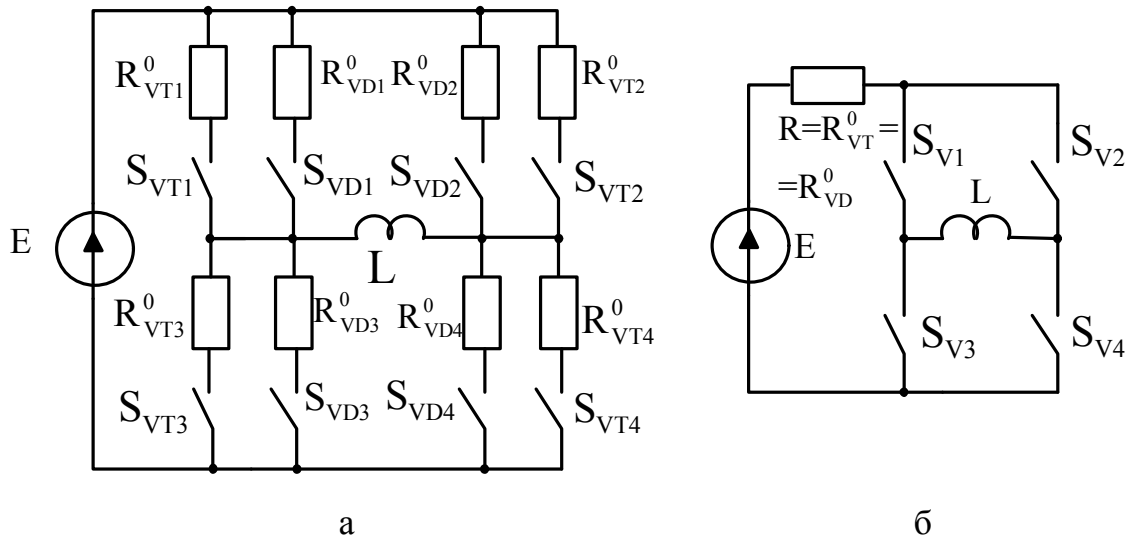 R⁰VT1 R⁰VD1 R⁰VD2 R⁰VT2
SVT1 SVD1 SVD2 SVT2
E
L
R⁰VT3 R⁰VD3 R⁰VD4 R⁰VT4
SVT3 SVD3 SVD4 SVT4
а
R=R⁰VT=
=R⁰VD
SV1
SV2
L
E
SV3
SV4
б